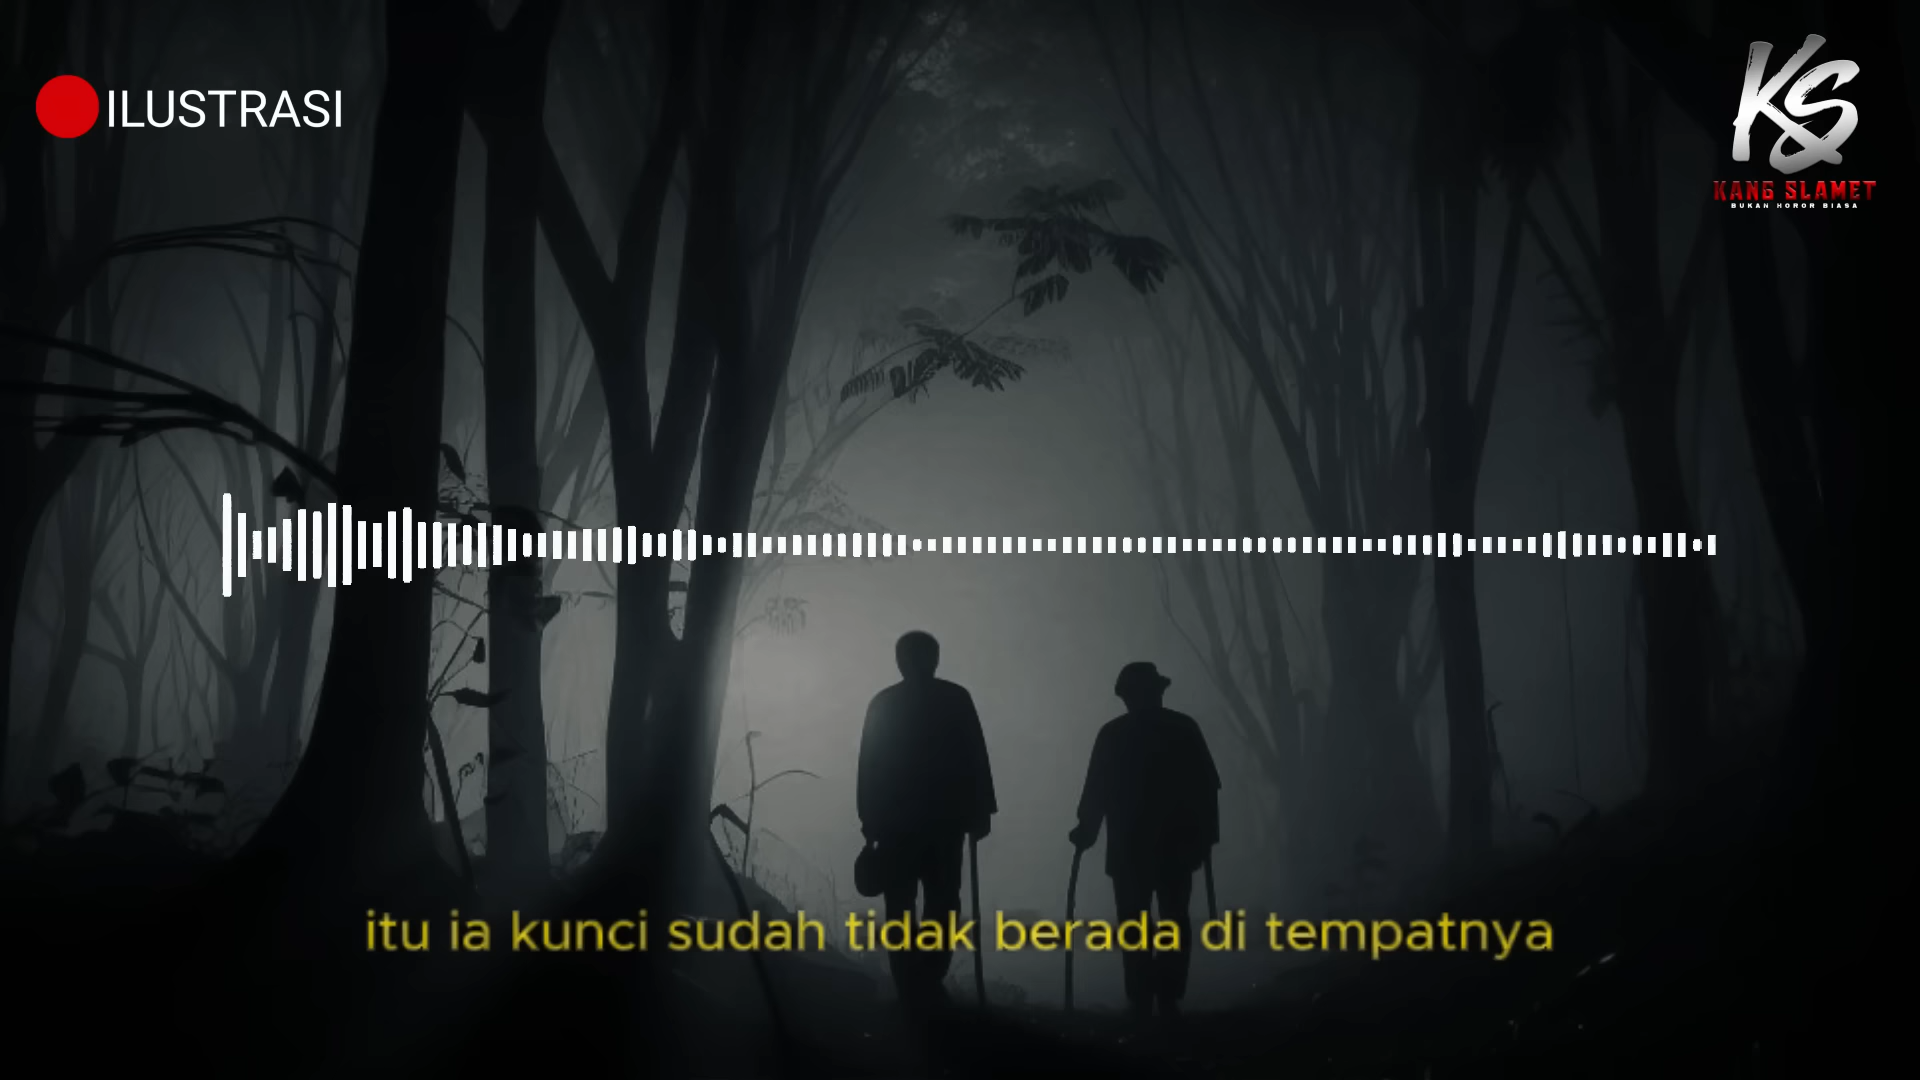 ILUSTRASI
KS
KANG SLAMET
BUKAN HOROR BIASA
itu ia kunci sudah tidak berada di tempatnya